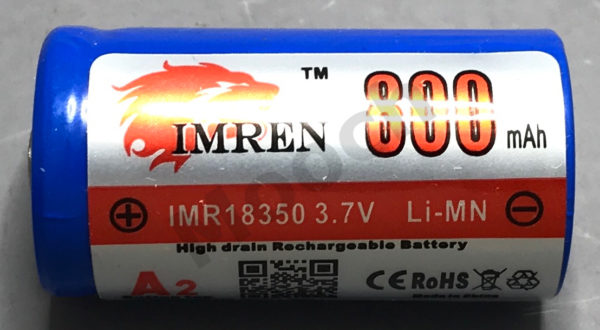 IMREN ™ 800 mAh
⊕ IMR18350 3.7V Li-MN ⊖
High drain Rechargeable Battery
A2
CE RoHS
Made in China